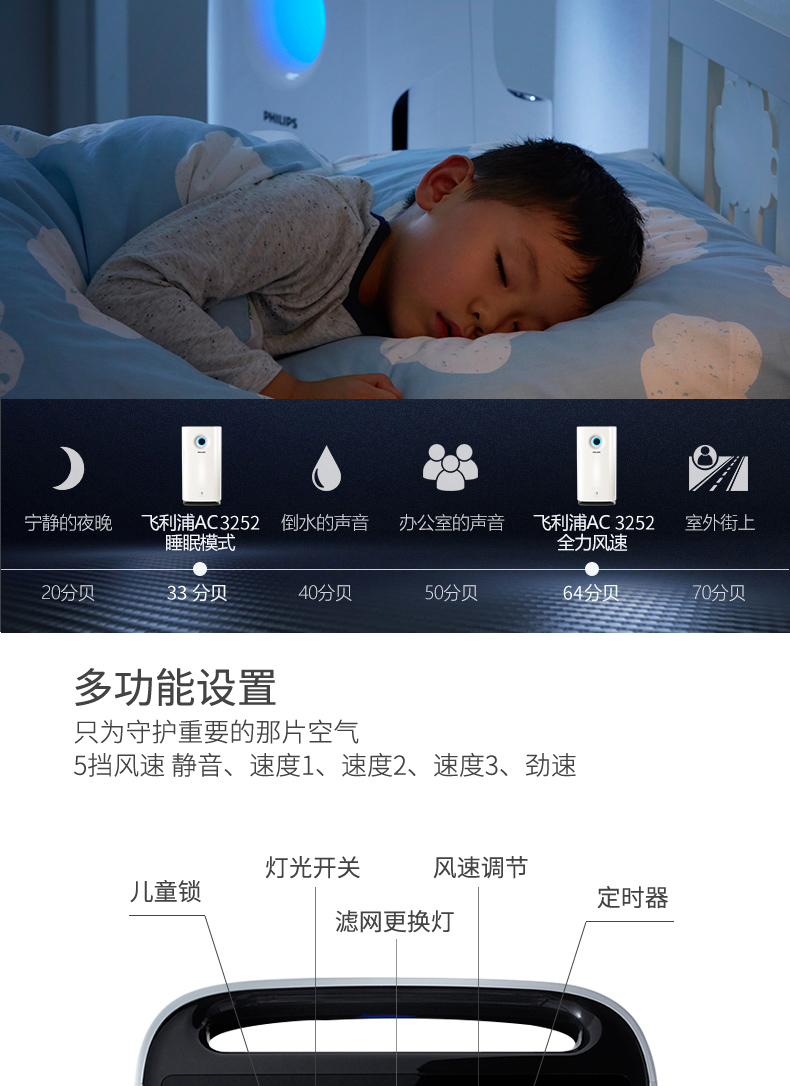 PHILIPS
宁静的夜晚
飞利浦AC3252
睡眠模式
倒水的声音
办公室的声音
飞利浦AC 3252
全力风速
室外街上
20分贝
33 分贝
40分贝
50分贝
64分贝
70分贝
多功能设置
只为守护重要的那片空气
5挡风速 静音、速度1、速度2、速度3、劲速
灯光开关
风速调节
儿童锁
定时器
滤网更换灯